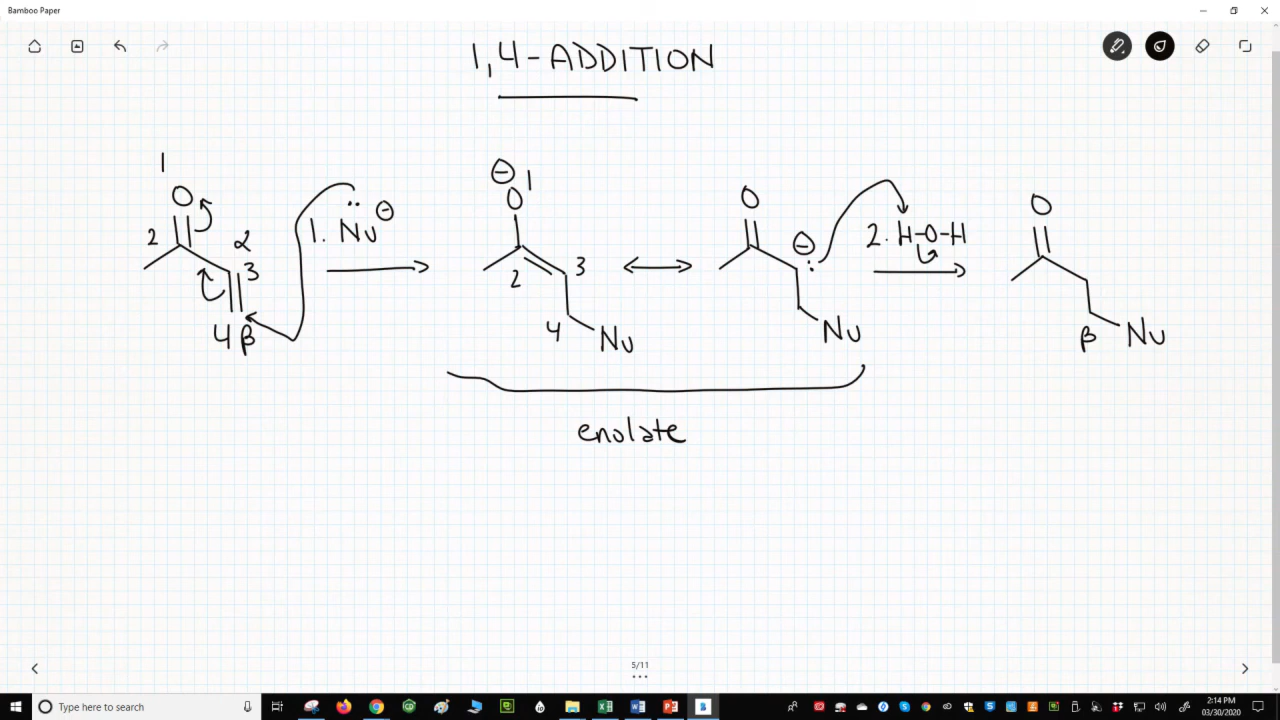 Bamboo Paper
1,4-ADDITION
1
O
2
α
3
4 β
1. Nu ⊖
⊖
O 1
2
3
4
Nu
O
⊖
Nu
2. H-O-H
O
β
Nu
enolate
5/11
Type here to search
2:14 PM
03/30/2020